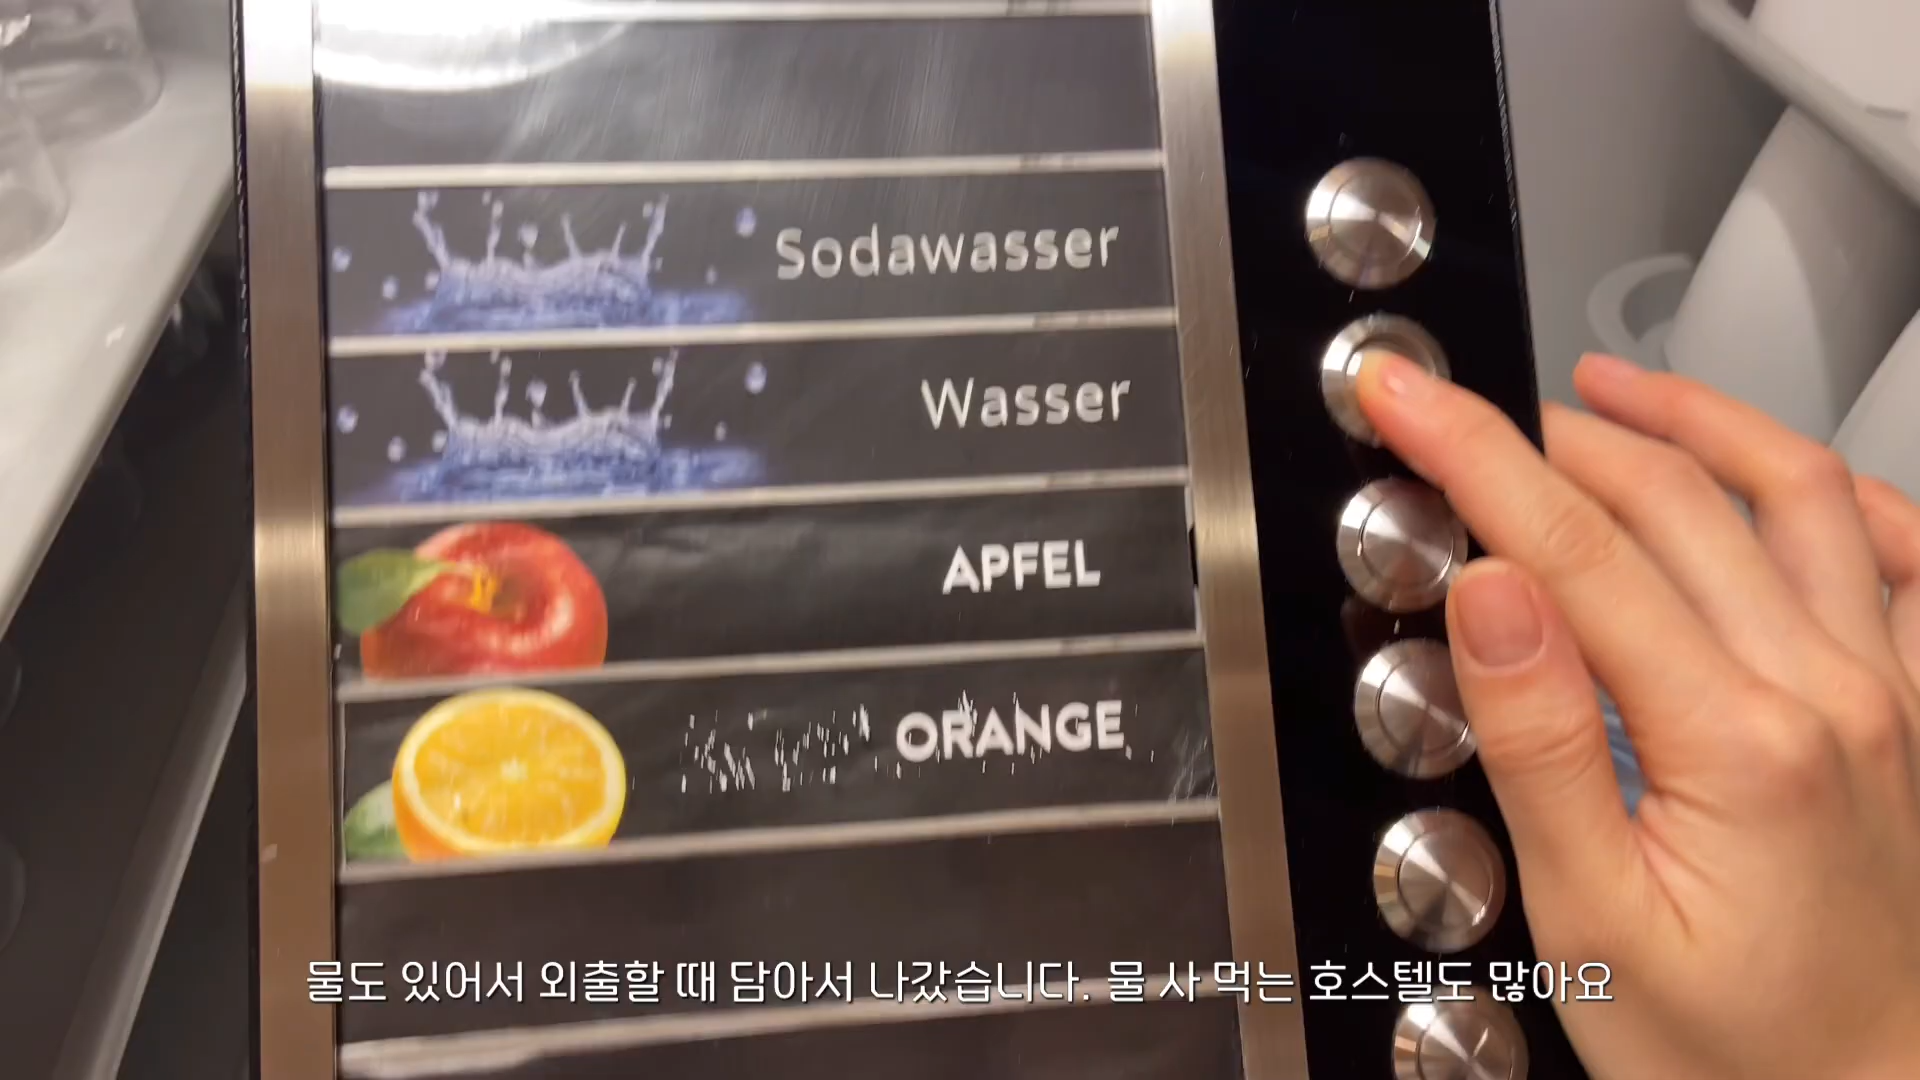 Sodawasser
Wasser
APFEL
ORANGE
물도 있어서 외출할 때 담아서 나갔습니다. 물 사 먹는 호스텔도 많아요